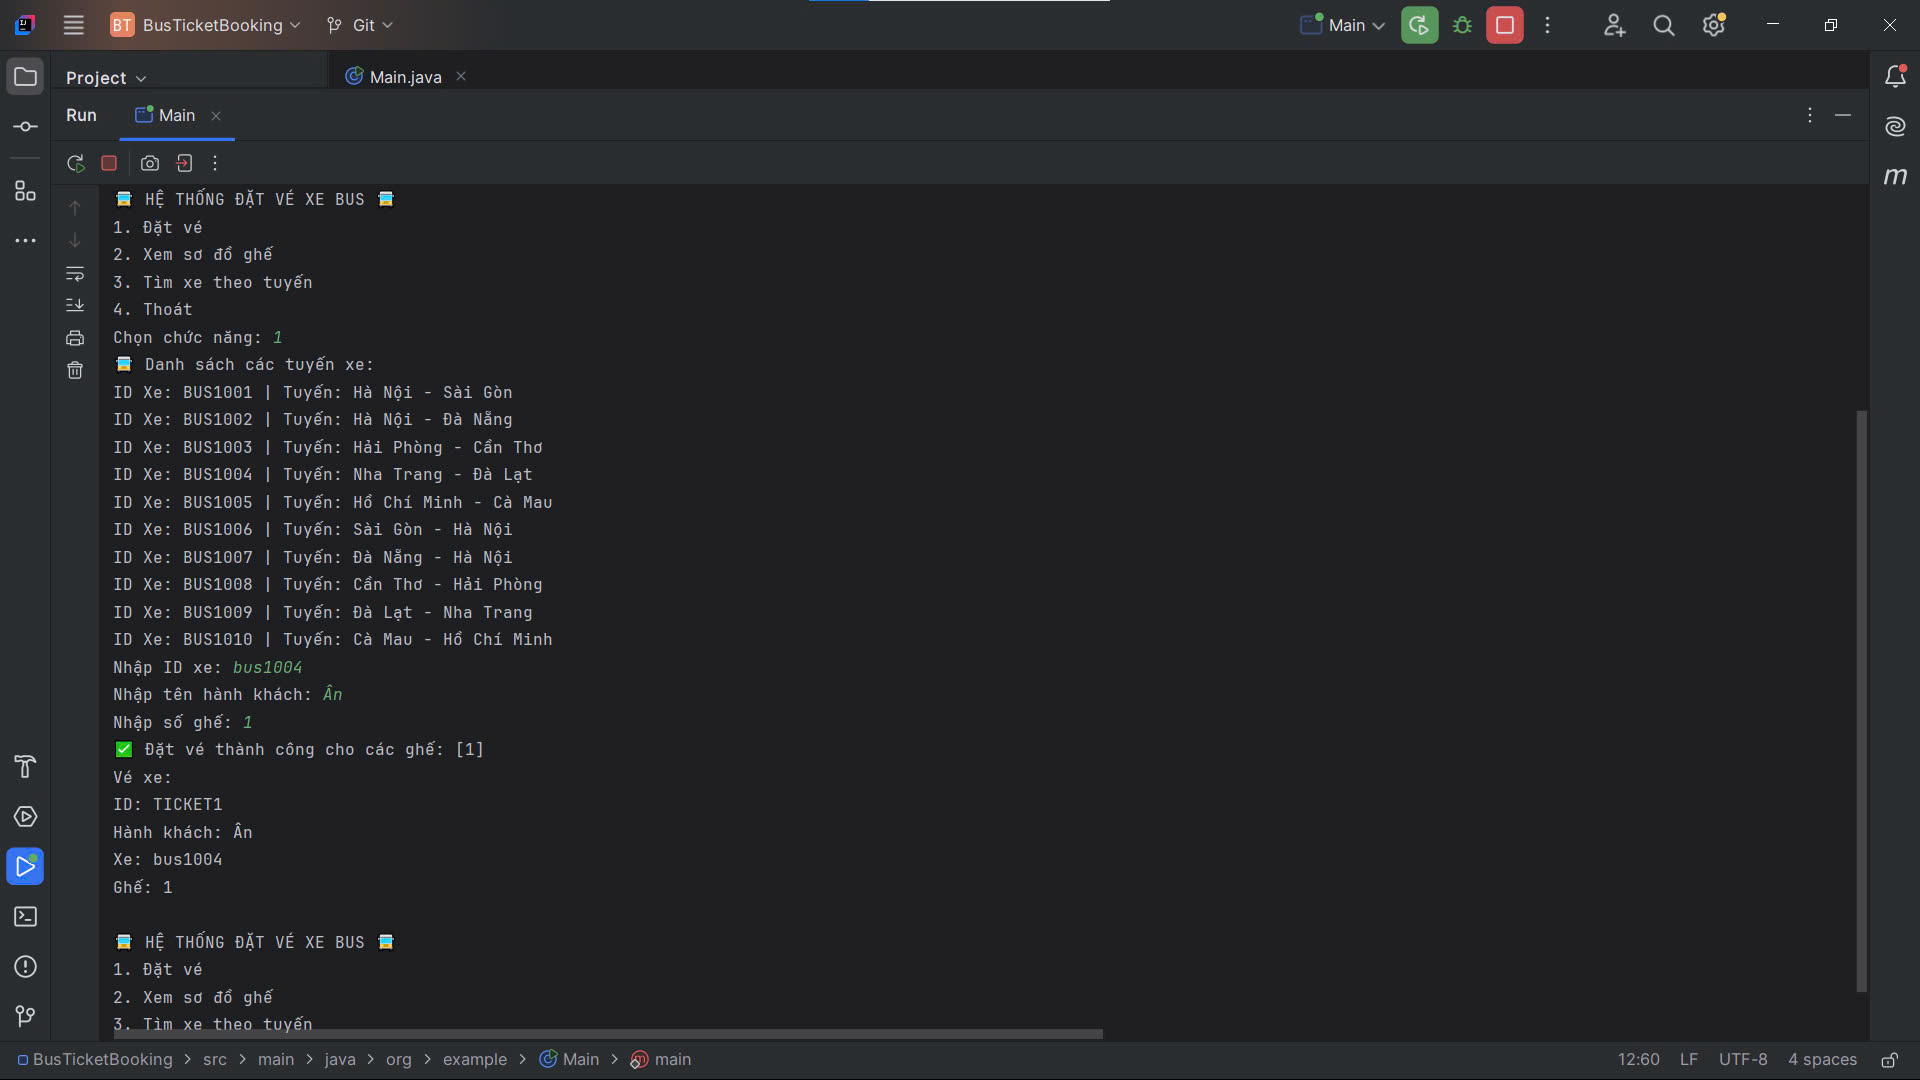 BT BusTicketBooking Git Main
Project Main.java
Run Main
HỆ THỐNG ĐẶT VÉ XE BUS
1. Đặt vé
2. Xem sơ đồ ghế
3. Tìm xe theo tuyến
4. Thoát
Chọn chức năng: 1
Danh sách các tuyến xe:
ID Xe: BUS1001 | Tuyến: Hà Nội - Sài Gòn
ID Xe: BUS1002 | Tuyến: Hà Nội - Đà Nẵng
ID Xe: BUS1003 | Tuyến: Hải Phòng - Cần Thơ
ID Xe: BUS1004 | Tuyến: Nha Trang - Đà Lạt
ID Xe: BUS1005 | Tuyến: Hồ Chí Minh - Cà Mau
ID Xe: BUS1006 | Tuyến: Sài Gòn - Hà Nội
ID Xe: BUS1007 | Tuyến: Đà Nẵng - Hà Nội
ID Xe: BUS1008 | Tuyến: Cần Thơ - Hải Phòng
ID Xe: BUS1009 | Tuyến: Đà Lạt - Nha Trang
ID Xe: BUS1010 | Tuyến: Cà Mau - Hồ Chí Minh
Nhập ID xe: bus1004
Nhập tên hành khách: Ân
Nhập số ghế: 1
✅ Đặt vé thành công cho các ghế: [1]
Vé xe:
ID: TICKET1
Hành khách: Ân
Xe: bus1004
Ghế: 1
HỆ THỐNG ĐẶT VÉ XE BUS
1. Đặt vé
2. Xem sơ đồ ghế
3. Tìm xe theo tuyến
BusTicketBooking > src > main > java > org > example > Main > main 12:60 LF UTF-8 4 spaces